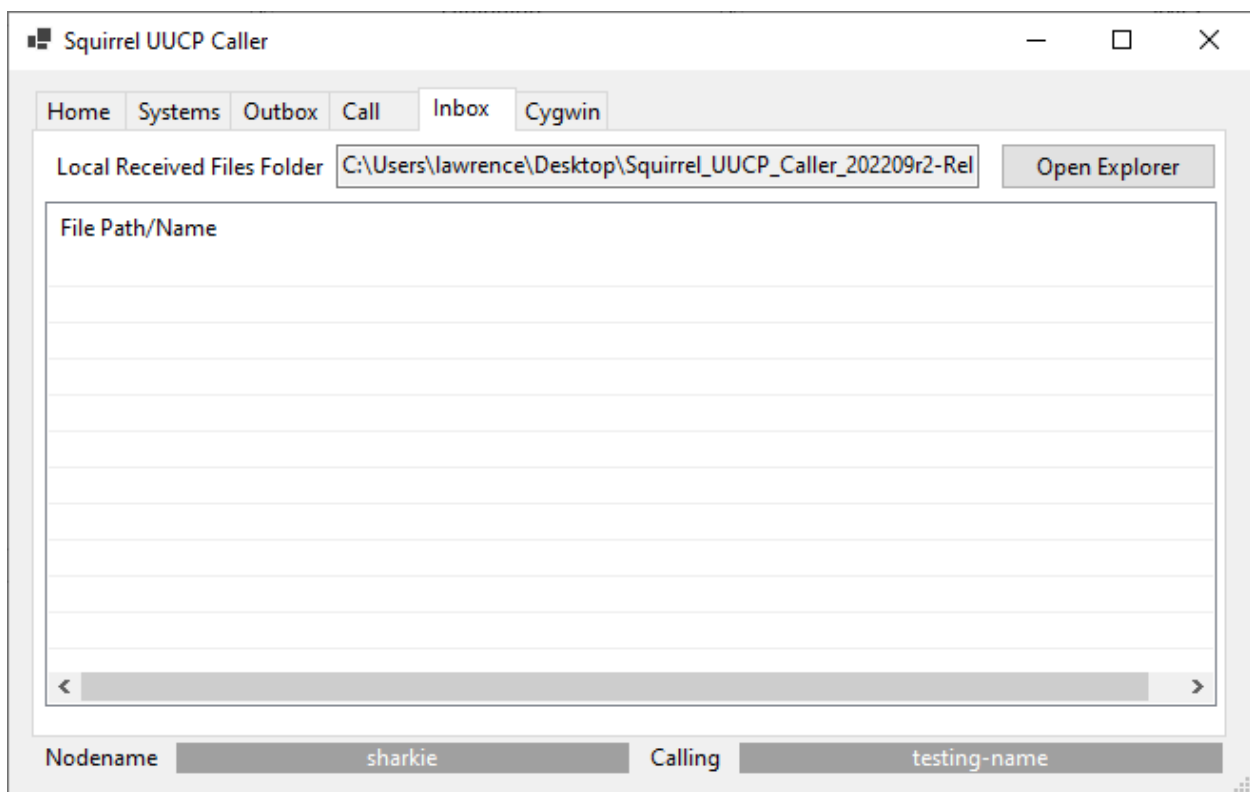 Squirrel UUCP Caller
Home Systems Outbox Call Inbox Cygwin
Local Received Files Folder C:\Users\lawrence\Desktop\Squirrel_UUCP_Caller_202209r2-Rel Open Explorer
File Path/Name
Nodename sharkie Calling testing-name